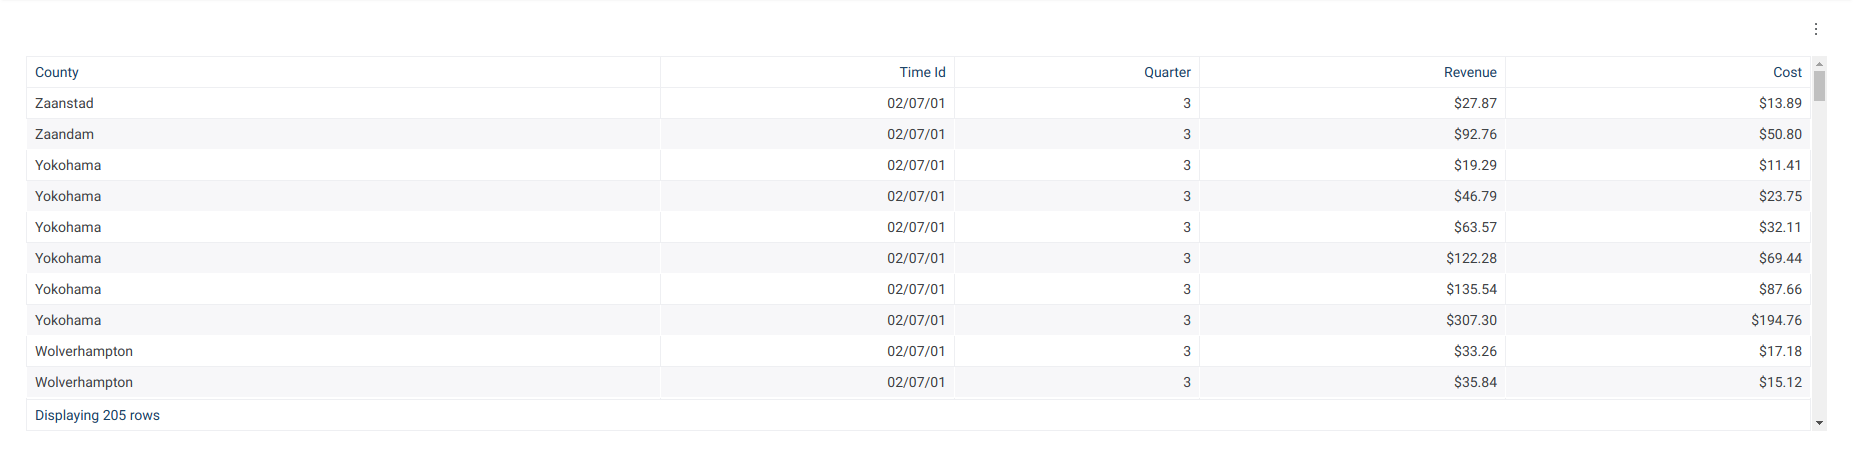 County Time Id Quarter Revenue Cost
Zaanstad 02/07/01 3 $27.87 $13.89
Zaandam 02/07/01 3 $92.76 $50.80
Yokohama 02/07/01 3 $19.29 $11.41
Yokohama 02/07/01 3 $46.79 $23.75
Yokohama 02/07/01 3 $63.57 $32.11
Yokohama 02/07/01 3 $122.28 $69.44
Yokohama 02/07/01 3 $135.54 $87.66
Yokohama 02/07/01 3 $307.30 $194.76
Wolverhampton 02/07/01 3 $33.26 $17.18
Wolverhampton 02/07/01 3 $35.84 $15.12
Displaying 205 rows